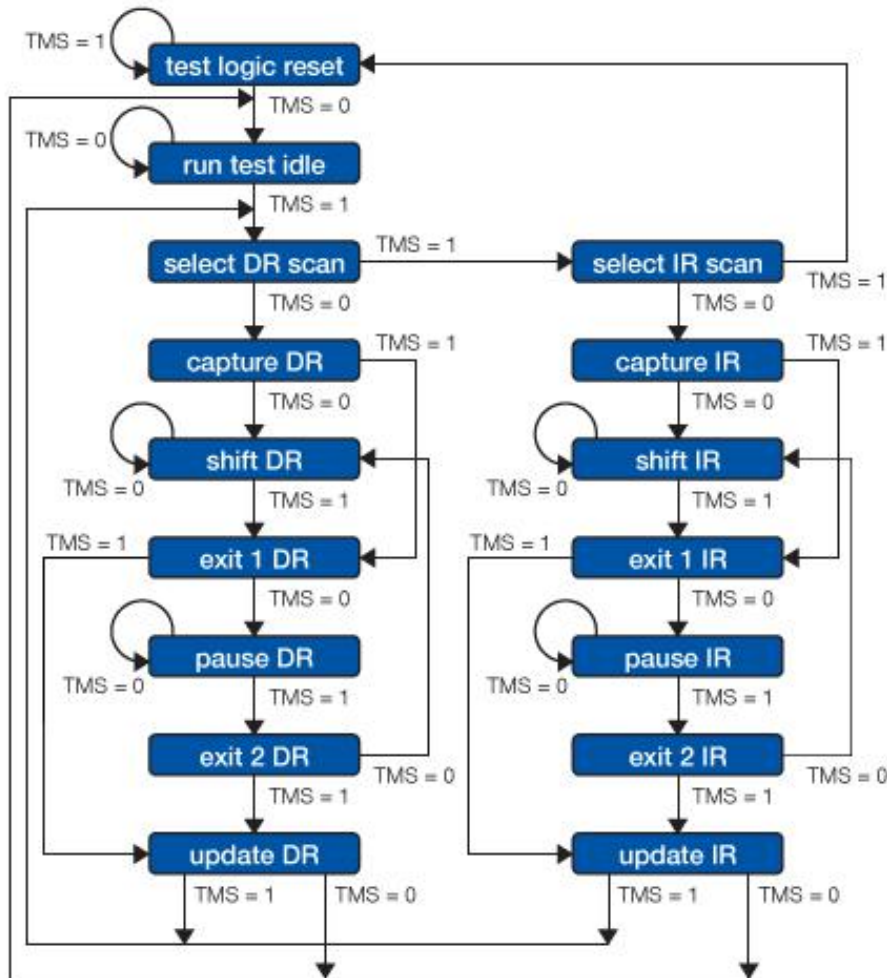 TMS = 1
test logic reset
TMS = 0
TMS = 0
run test idle
TMS = 1
select DR scan
TMS = 1
select IR scan
TMS = 1
TMS = 0
TMS = 0
capture DR
TMS = 1
capture IR
TMS = 1
TMS = 0
TMS = 0
shift DR
shift IR
TMS = 0
TMS = 1
TMS = 0
TMS = 1
TMS = 1
exit 1 DR
TMS = 1
exit 1 IR
TMS = 0
TMS = 0
pause DR
pause IR
TMS = 0
TMS = 1
TMS = 0
TMS = 1
exit 2 DR
TMS = 0
exit 2 IR
TMS = 0
TMS = 1
TMS = 1
update DR
update IR
TMS = 1
TMS = 0
TMS = 1
TMS = 0